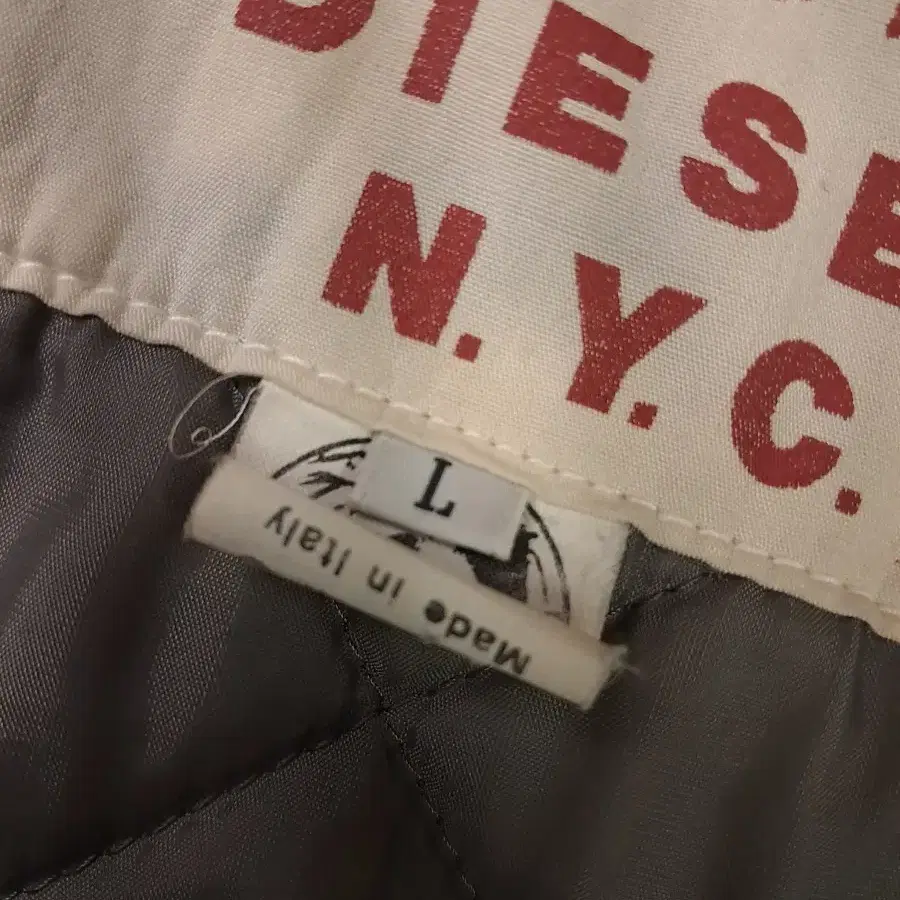 DIESE
N.Y.C.
L
Made in Italy